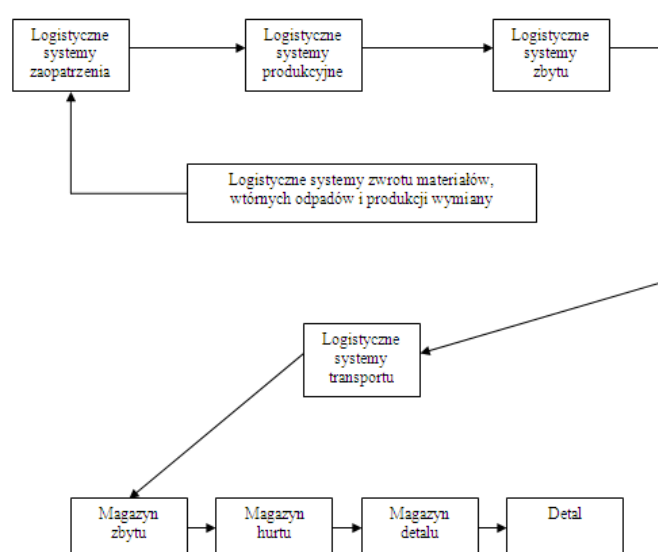 Logistyczne
systemy
zaopatrzenia
Logistyczne
systemy
produkcyjne
Logistyczne
systemy
zbytu
Logistyczne systemy zwrotu materiałów,
wtórnych odpadów i produkcji wymiany
Logistyczne
systemy
transportu
Magazyn
zbytu
Magazyn
hurtu
Magazyn
detalu
Detal